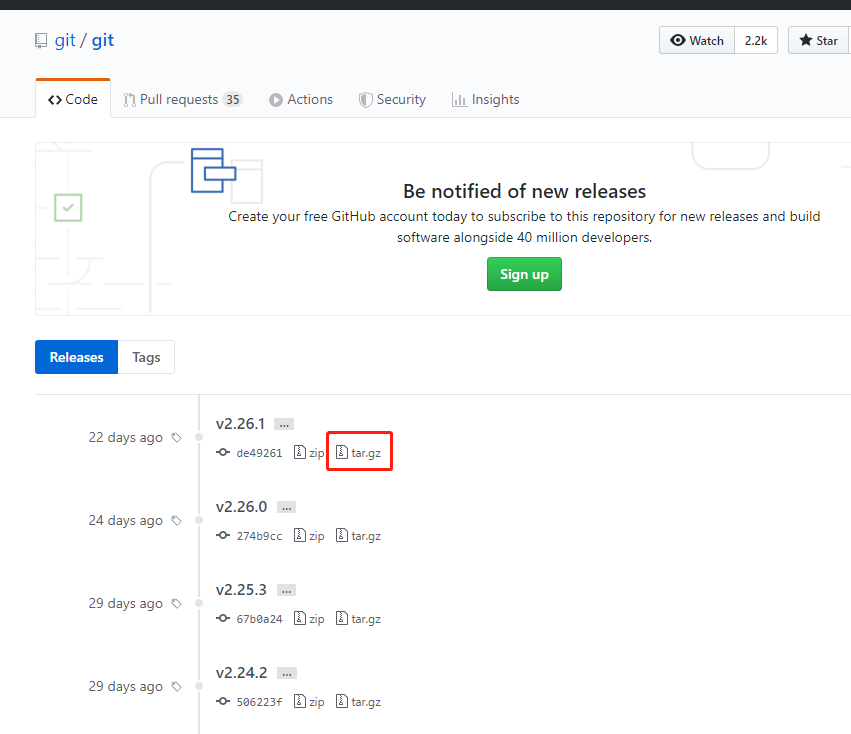 git / git
Watch 2.2k Star
Code Pull requests 35 Actions Security Insights
Be notified of new releases
Create your free GitHub account today to subscribe to this repository for new releases and build
software alongside 40 million developers.
Sign up
Releases Tags
v2.26.1 ...
22 days ago
de49261 zip tar.gz
v2.26.0 ...
24 days ago
274b9cc zip tar.gz
v2.25.3 ...
29 days ago
67b0a24 zip tar.gz
v2.24.2 ...
29 days ago
506223f zip tar.gz